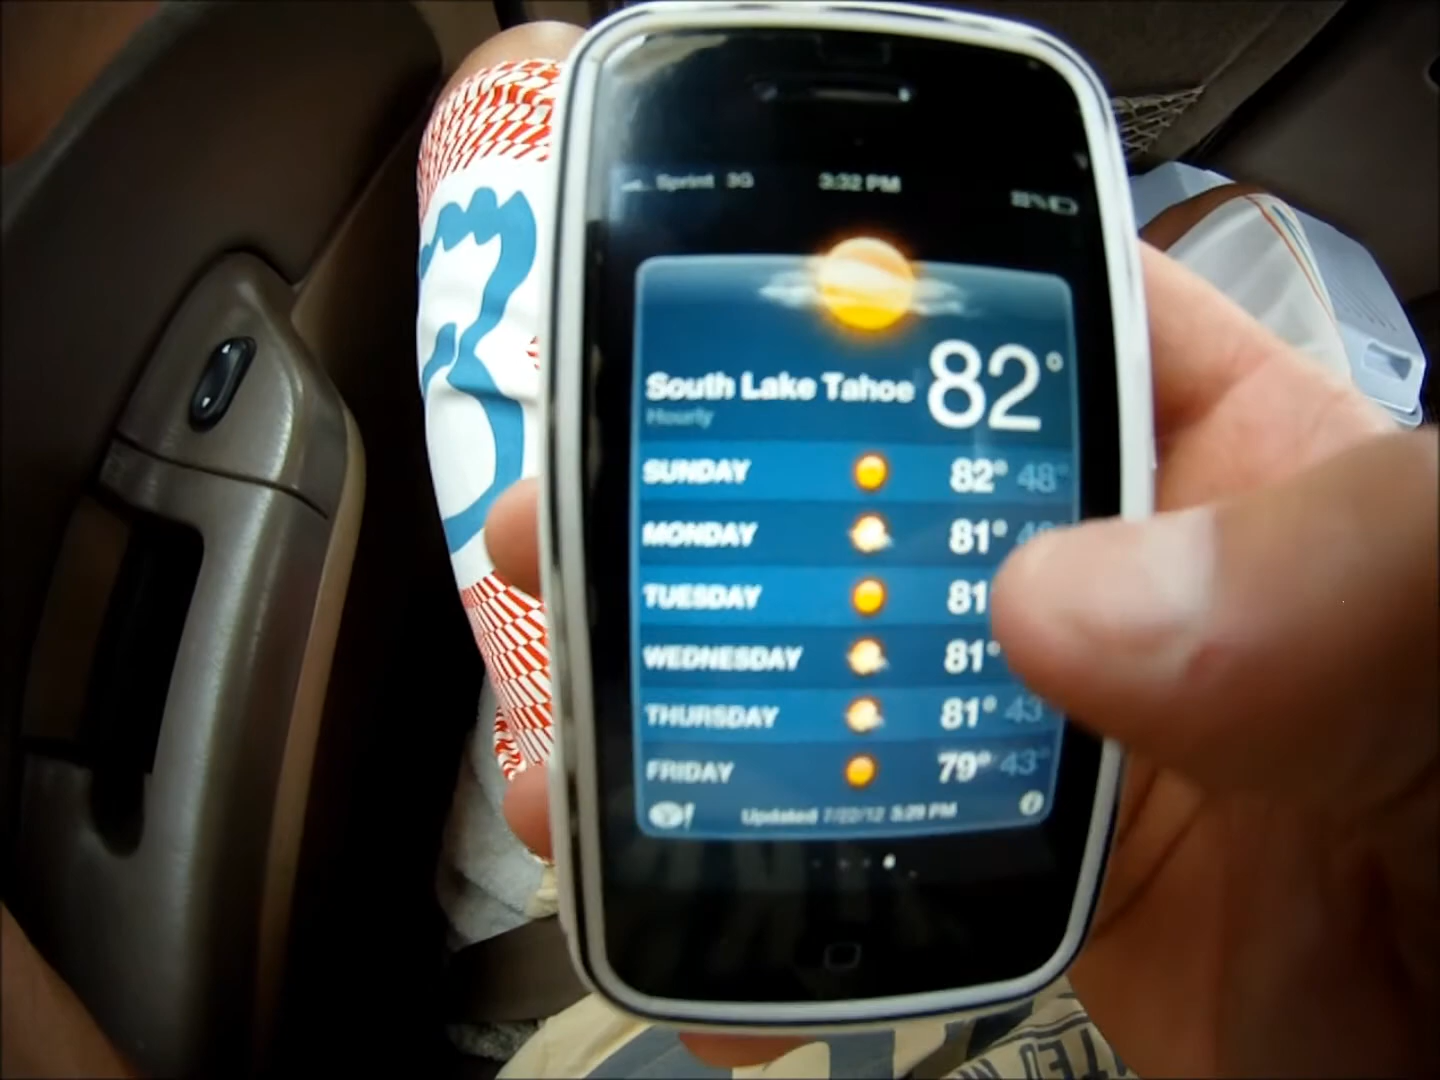 Sprint 3G 3:32 PM
South Lake Tahoe 82°
Hourly
SUNDAY 82° 48°
MONDAY 81°
TUESDAY 81
WEDNESDAY 81°
THURSDAY 81° 43
FRIDAY 79° 43°
Y! Updated 7/22/12 3:29 PM